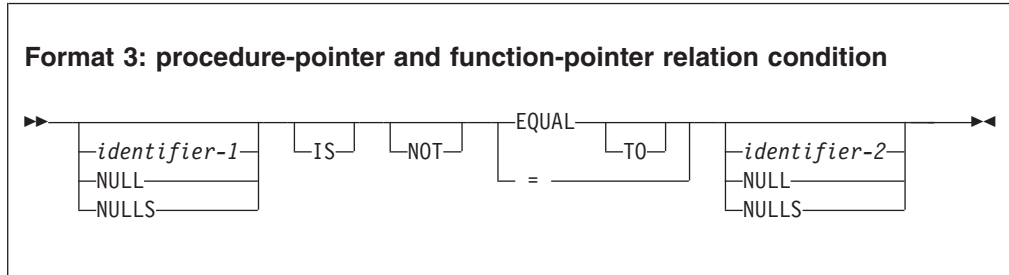 Format 3: procedure-pointer and function-pointer relation condition
EQUAL
identifier-1 IS NOT TO identifier-2
NULL = NULL
NULLS NULLS